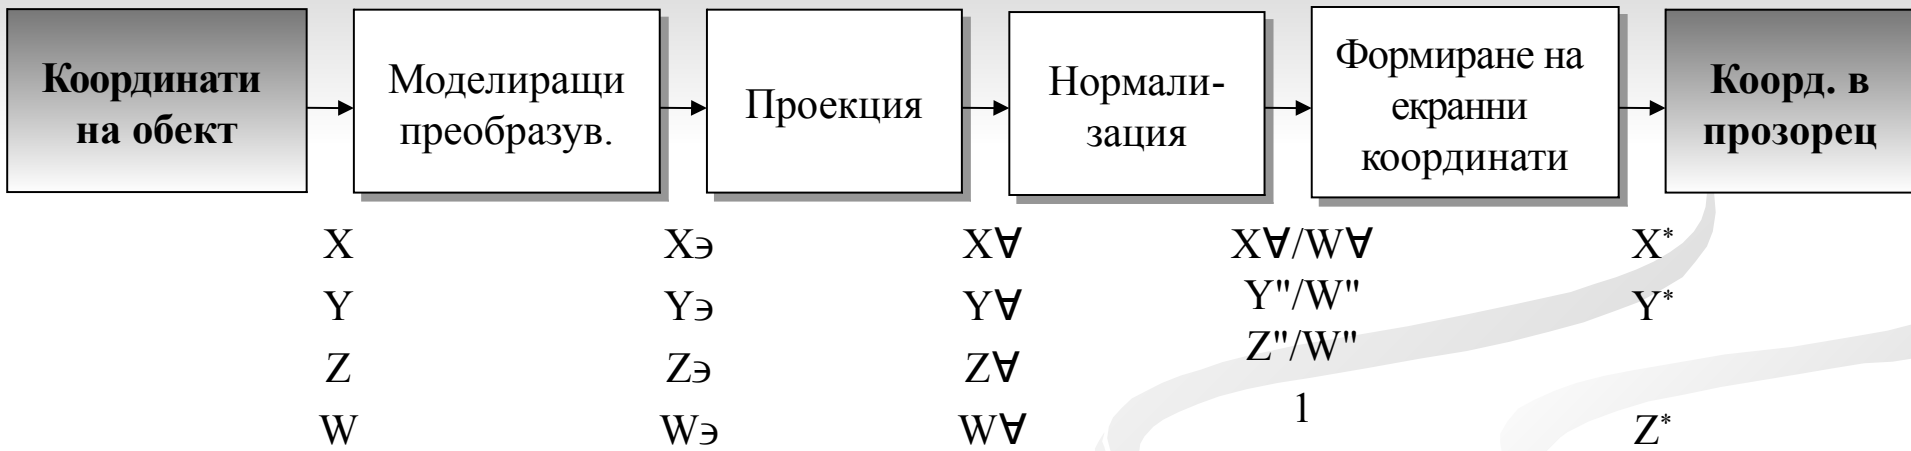 Координати
на обект
Моделиращи
преобразув.
Проекция
Нормали-
зация
Формиране на
екранни
координати
Коорд. в
прозорец
X X϶ X∀ X∀/W∀ X*
Y Y϶ Y∀ Y"/W" Y*
Z Z϶ Z∀ Z"/W"
W W϶ W∀ 1 Z*